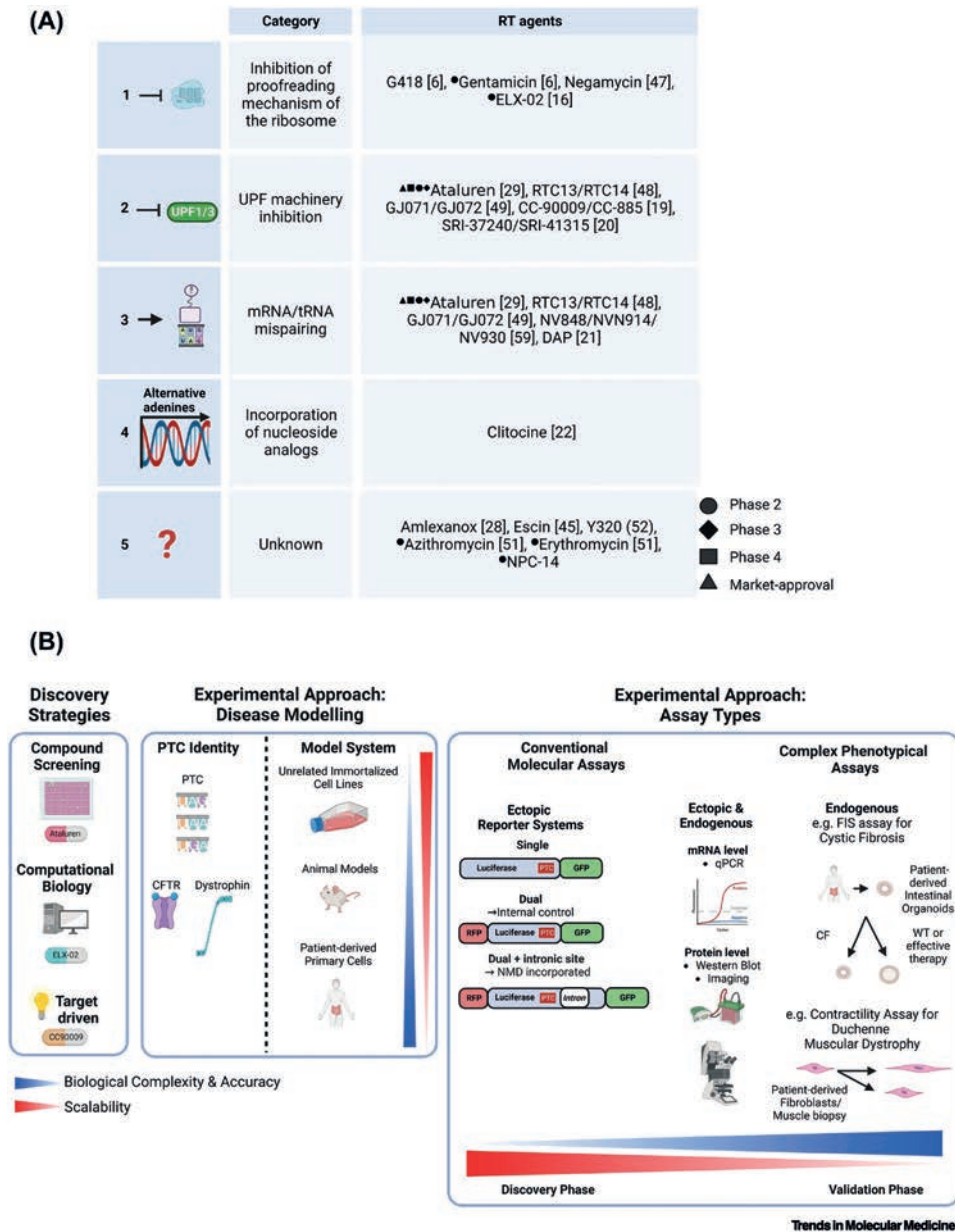 (A)
Category
RT agents
1
Inhibition of
proofreading
mechanism of
the ribosome
G418 [6], ●Gentamicin [6], Negamycin [47],
●ELX-02 [16]
2
UPF1/3
UPF machinery
inhibition
▲■●◆Ataluren [29], RTC13/RTC14 [48],
GJ071/GJ072 [49], CC-90009/CC-885 [19],
SRI-37240/SRI-41315 [20]
3
mRNA/tRNA
mispairing
▲■●◆Ataluren [29], RTC13/RTC14 [48],
GJ071/GJ072 [49], NV848/NVN914/
NV930 [59], DAP [21]
Alternative
adenines
4
Incorporation
of nucleoside
analogs
Clitocine [22]
5
?
Unknown
Amlexanox [28], Escin [45], Y320 (52),
●Azithromycin [51], ●Erythromycin [51],
●NPC-14
Phase 2
Phase 3
Phase 4
Market-approval
(B)
Discovery
Strategies
Compound
Screening
Ataluren
Computational
Biology
ELX-02
Target
driven
CC90009
Experimental Approach:
Disease Modelling
PTC Identity
PTC
UAG
UGA
UAA
CFTR
Dystrophin
Model System
Unrelated Immortalized
Cell Lines
Animal Models
Patient-derived
Primary Cells
Biological Complexity & Accuracy
Scalability
Experimental Approach:
Assay Types
Conventional
Molecular Assays
Ectopic
Reporter Systems
Single
Luciferase PTC GFP
Dual
→Internal control
RFP Luciferase PTC GFP
Dual + intronic site
→ NMD incorporated
RFP Luciferase PTC Intron GFP
Ectopic &
Endogenous
mRNA level
• qPCR
Protein level
• Western Blot
• Imaging
Complex Phenotypical
Assays
Endogenous
e.g. FIS assay for
Cystic Fibrosis
Patient-
derived
Intestinal
Organoids
CF
WT or
effective
therapy
e.g. Contractility Assay for
Duchenne
Muscular Dystrophy
Patient-derived
Fibroblasts/
Muscle biopsy
Discovery Phase
Validation Phase
Trends in Molecular Medicine